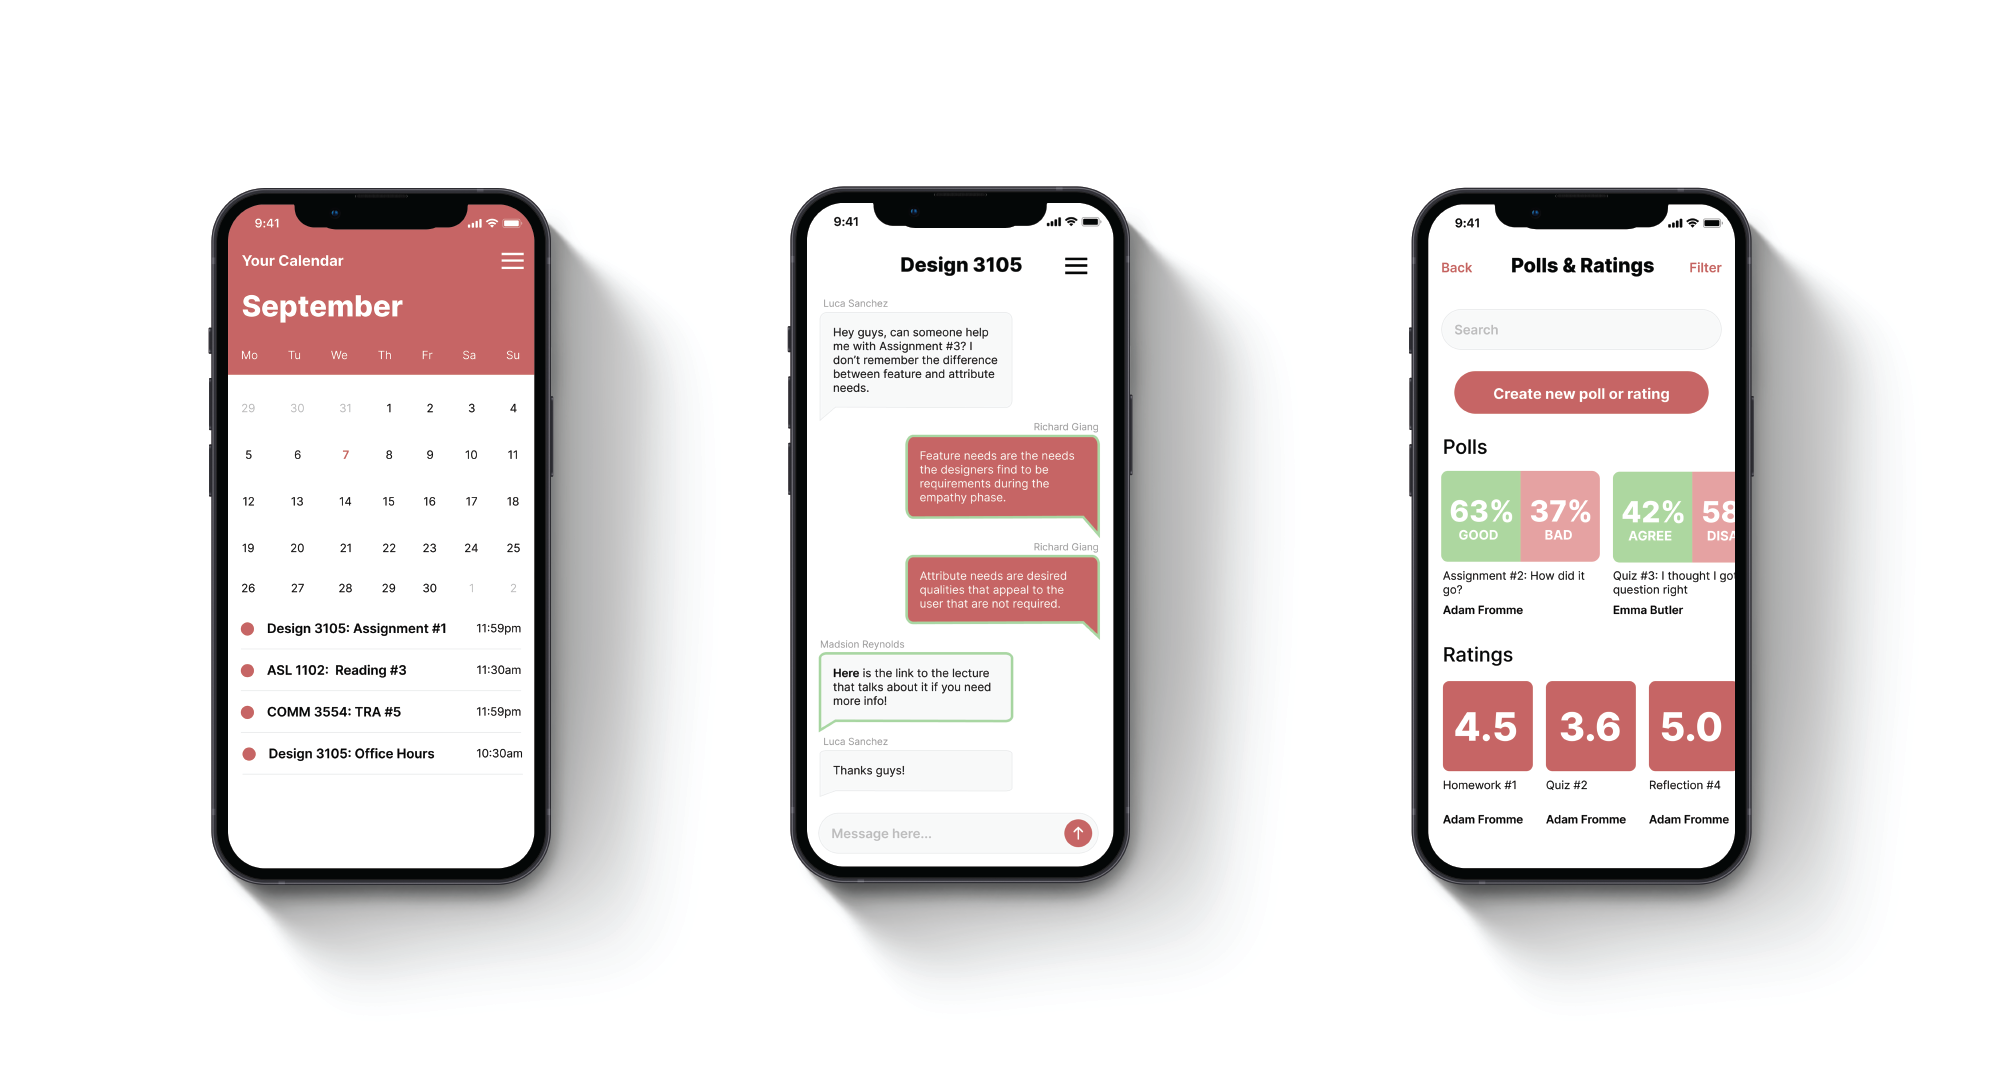 9:41
Your Calendar
September
Mo Tu We Th Fr Sa Su
29 30 31 1 2 3 4
5 6 7 8 9 10 11
12 13 14 15 16 17 18
19 20 21 22 23 24 25
26 27 28 29 30 1 2
Design 3105: Assignment #1 11:59pm
ASL 1102: Reading #3 11:30am
COMM 3554: TRA #5 11:59pm
Design 3105: Office Hours 10:30am
9:41
Design 3105
Luca Sanchez
Hey guys, can someone help
me with Assignment #3? I
don't remember the difference
between feature and attribute
needs.
Richard Giang
Feature needs are the needs
the designers find to be
requirements during the
empathy phase.
Richard Giang
Attribute needs are desired
qualities that appeal to the
user that are not required.
Madsion Reynolds
Here is the link to the lecture
that talks about it if you need
more info!
Luca Sanchez
Thanks guys!
Message here...
9:41
Back Polls & Ratings Filter
Search
Create new poll or rating
Polls
63% 37% 42% 58
GOOD BAD AGREE DISA
Assignment #2: How did it
go?
Adam Fromme
Quiz #3: I thought I got
question right
Emma Butler
Ratings
4.5 3.6 5.0
Homework #1 Quiz #2 Reflection #4
Adam Fromme Adam Fromme Adam Fromme